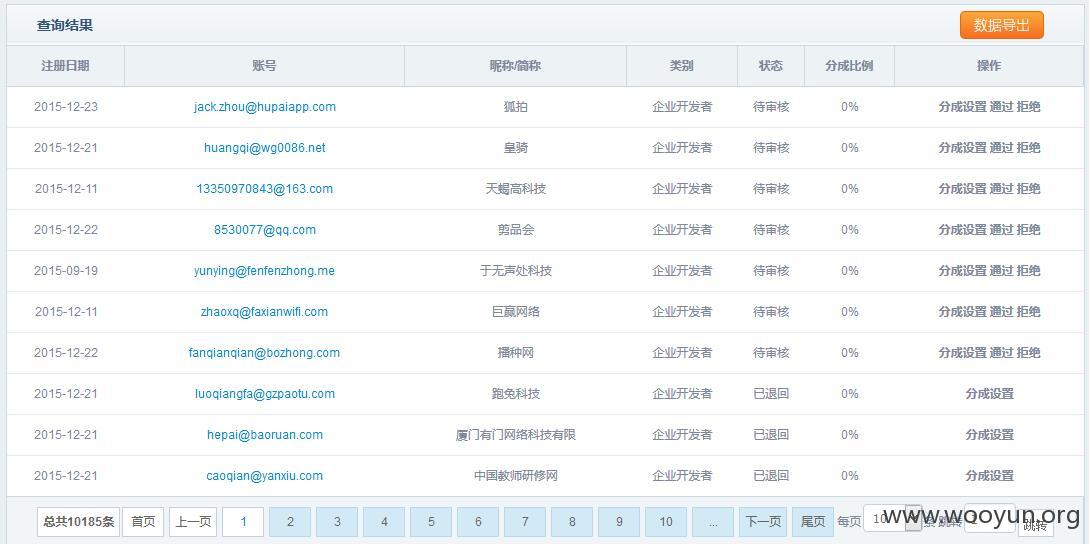 查询结果 数据导出
注册日期 账号 昵称/简称 类别 状态 分成比例 操作
2015-12-23 jack.zhou@hupaiapp.com 狐拍 企业开发者 待审核 0% 分成设置 通过 拒绝
2015-12-21 huangqi@wg0086.net 皇骑 企业开发者 待审核 0% 分成设置 通过 拒绝
2015-12-11 13350970843@163.com 天蝎高科技 企业开发者 待审核 0% 分成设置 通过 拒绝
2015-12-22 8530077@qq.com 剪品会 企业开发者 待审核 0% 分成设置 通过 拒绝
2015-09-19 yunying@fenfenzhong.me 于无声处科技 企业开发者 待审核 0% 分成设置 通过 拒绝
2015-12-11 zhaoxq@faxianwifi.com 巨赢网络 企业开发者 待审核 0% 分成设置 通过 拒绝
2015-12-22 fanqianqian@bozhong.com 播种网 企业开发者 待审核 0% 分成设置 通过 拒绝
2015-12-21 luoqiangfa@gzpaotu.com 跑兔科技 企业开发者 已退回 0% 分成设置
2015-12-21 hepai@baoruan.com 厦门有门网络科技有限 企业开发者 已退回 0% 分成设置
2015-12-21 caoqian@yanxiu.com 中国教师研修网 企业开发者 已退回 0% 分成设置
总共10185条 首页 上一页 1 2 3 4 5 6 7 8 9 10 ... 下一页 尾页 每页 10 条 跳转 跳转
www.wooyun.org